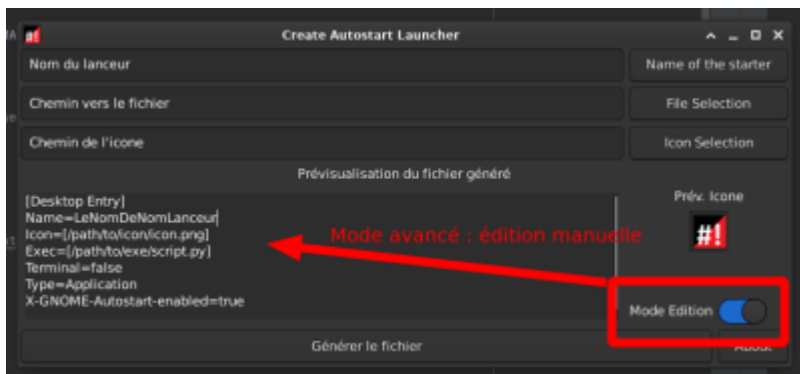 #! Create Autostart Launcher
Nom du lanceur
Name of the starter
Chemin vers le fichier
File Selection
Chemin de l'icone
Icon Selection
Prévisualisation du fichier généré
[Desktop Entry]
Name=LeNomDeNomLanceur
Icon=[/path/to/icon/icon.png]
Exec=[/path/to/exe/script.py]
Terminal=false
Type=Application
X-GNOME-Autostart-enabled=true
Mode avancé : édition manuelle
Prév. Icone
#!
Mode Edition
Générer le fichier
About